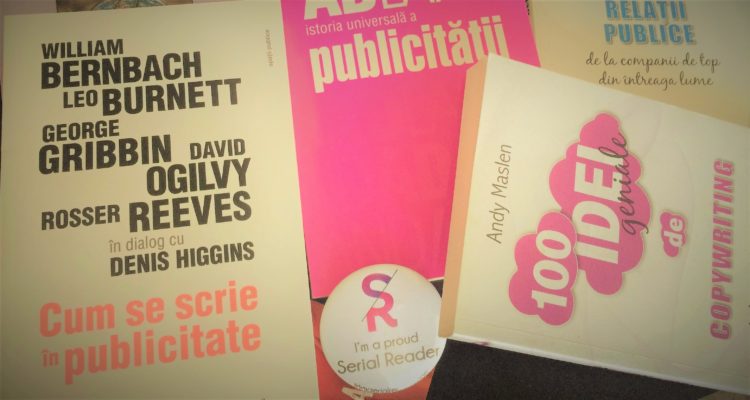 WILLIAM
BERNBACH
LEO BURNETT
GEORGE
GRIBBIN DAVID
OGILVY
ROSSER REEVES
în dialog cu
DENIS HIGGINS
Cum se scrie
în publicitate
istoria universală a
publicității
RELAȚII
PUBLICE
de la companii de top
din întreaga lume
Andy Maslen
100
IDEI
geniale
de
COPYWRITING
SR
I'm a proud
Serial Reader